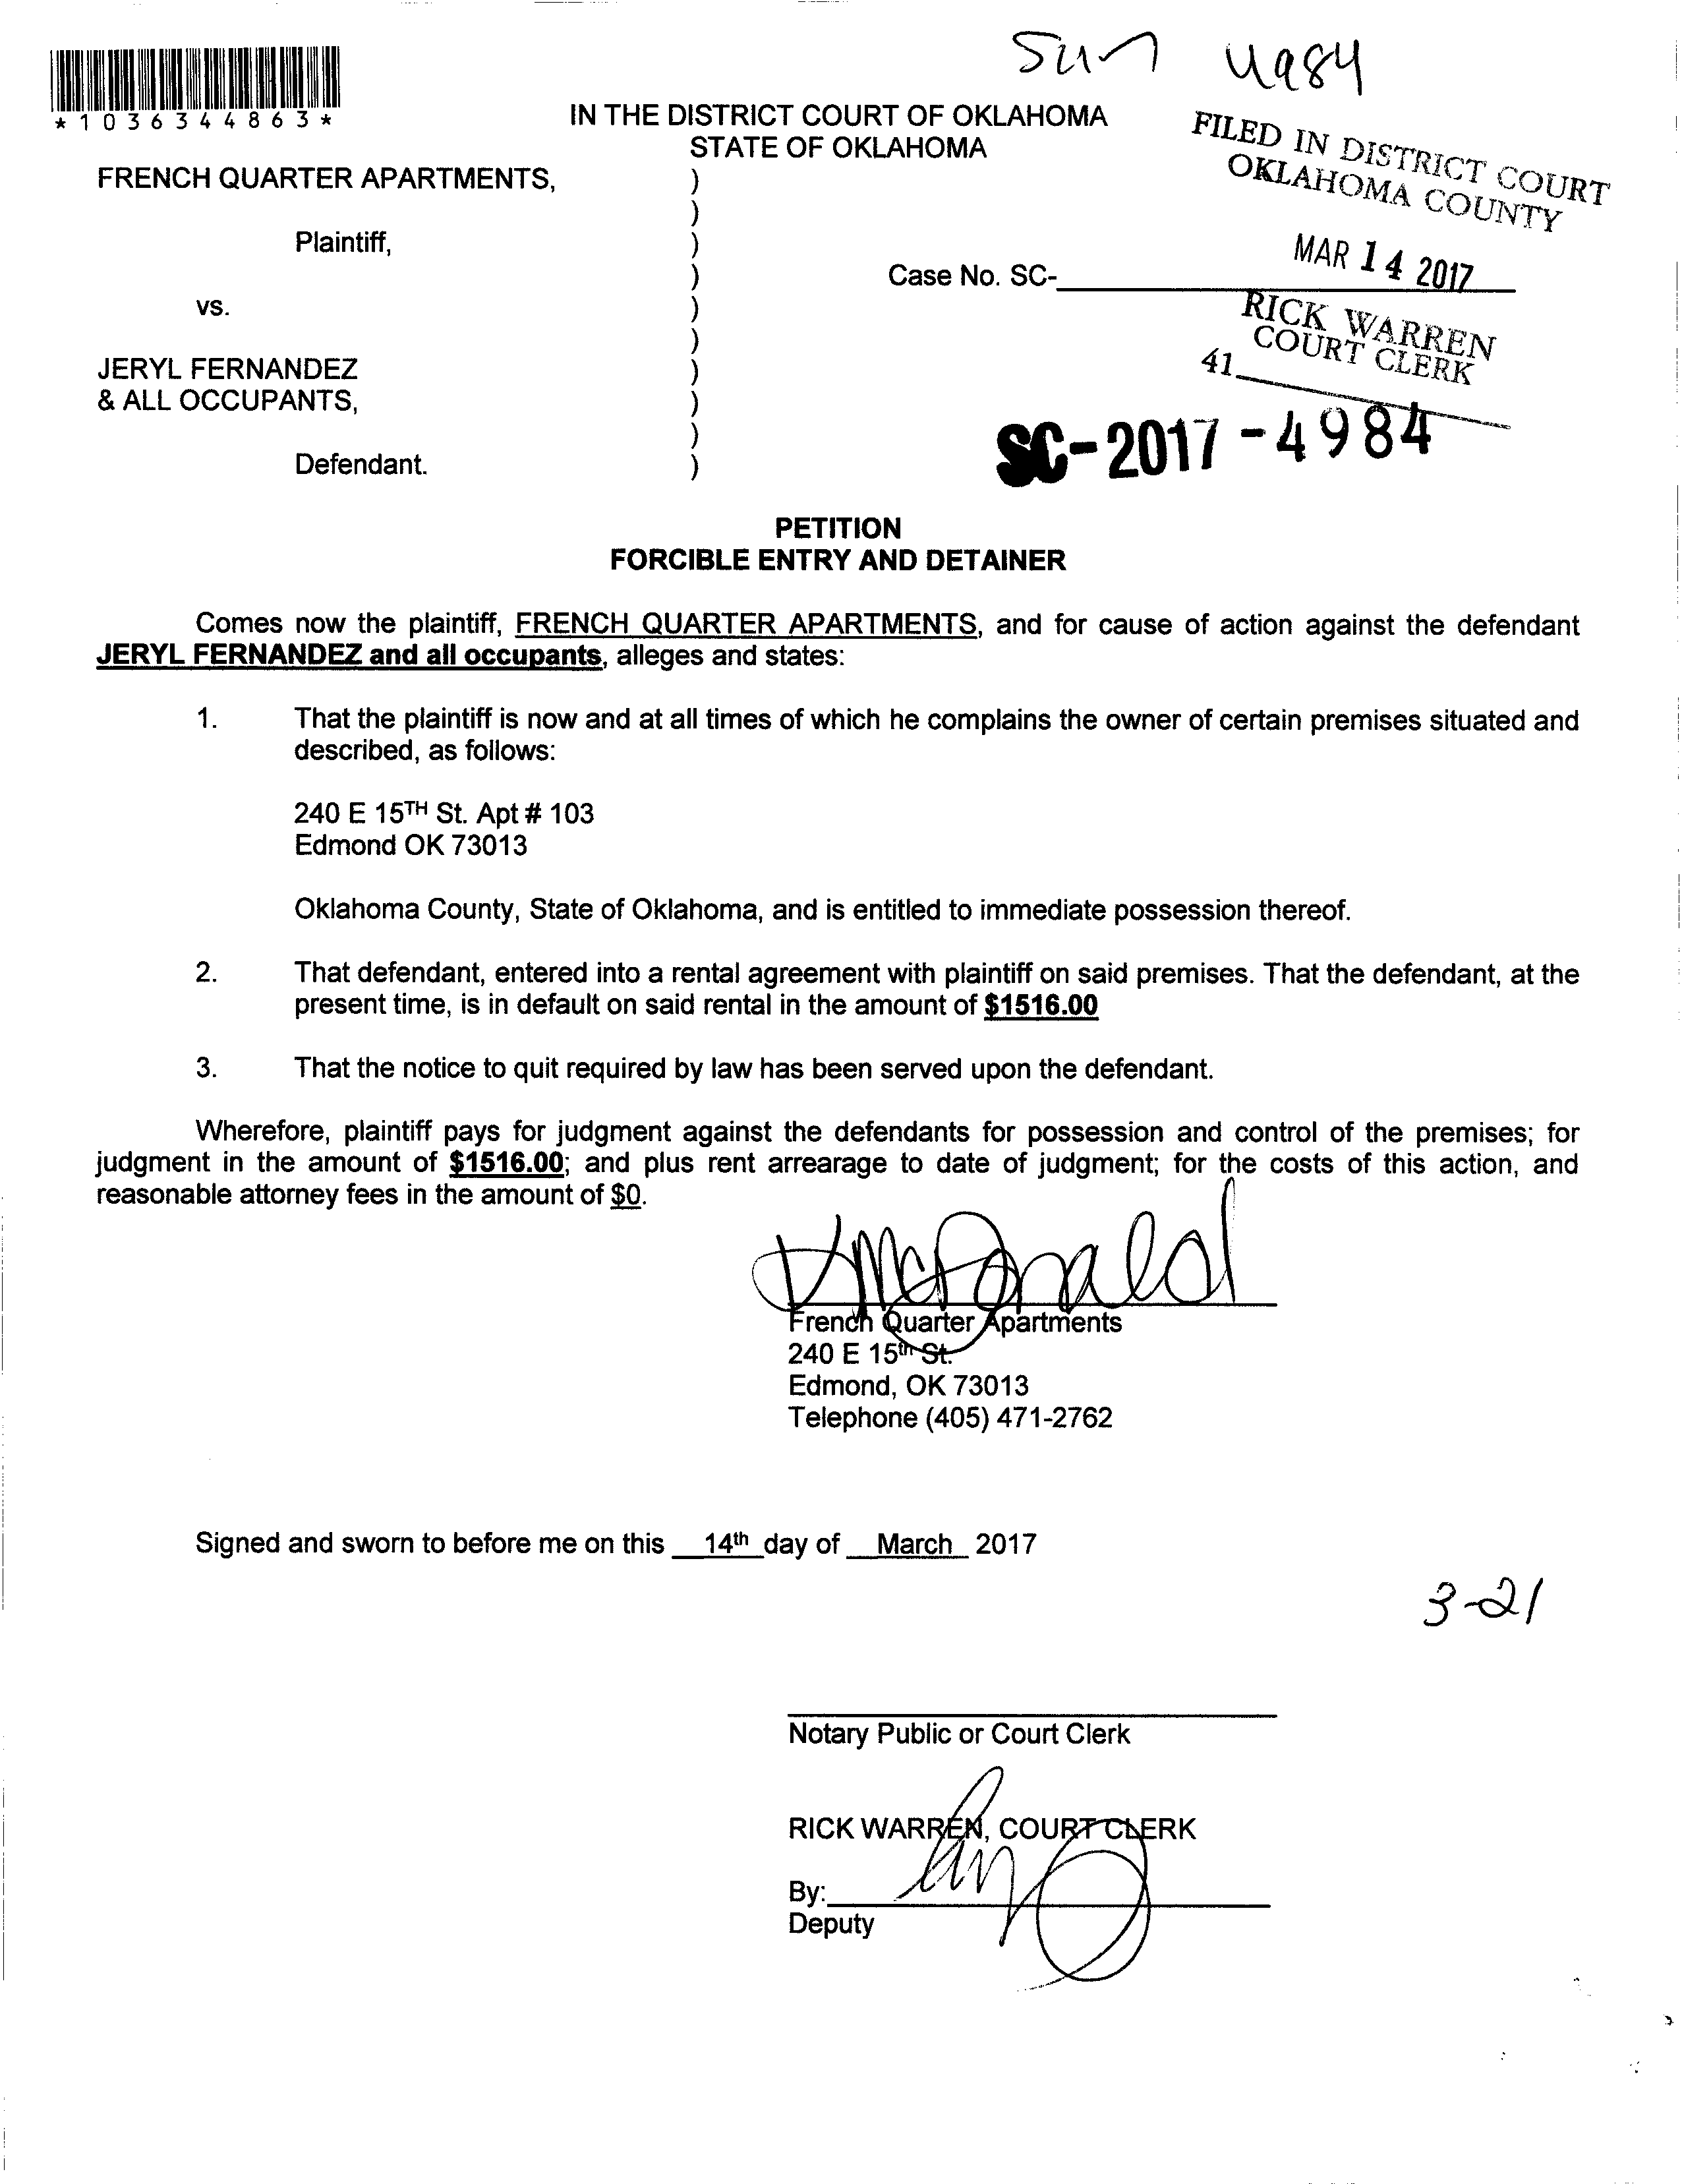 Sun 4984
*1036344863*
IN THE DISTRICT COURT OF OKLAHOMA
STATE OF OKLAHOMA
FILED IN DISTRICT COURT
OKLAHOMA COUNTY
MAR 14 2017
RICK WARREN
COURT CLERK
41
FRENCH QUARTER APARTMENTS,
Plaintiff,
Case No. SC-
vs.
JERYL FERNANDEZ
& ALL OCCUPANTS,
Defendant.
SC-2017-4984
PETITION
FORCIBLE ENTRY AND DETAINER
Comes now the plaintiff, FRENCH QUARTER APARTMENTS, and for cause of action against the defendant
JERYL FERNANDEZ and all occupants, alleges and states:
1. That the plaintiff is now and at all times of which he complains the owner of certain premises situated and
described, as follows:
240 E 15TH St. Apt # 103
Edmond OK 73013
Oklahoma County, State of Oklahoma, and is entitled to immediate possession thereof.
2. That defendant, entered into a rental agreement with plaintiff on said premises. That the defendant, at the
present time, is in default on said rental in the amount of $1516.00
3. That the notice to quit required by law has been served upon the defendant.
Wherefore, plaintiff pays for judgment against the defendants for possession and control of the premises; for
judgment in the amount of $1516.00; and plus rent arrearage to date of judgment; for the costs of this action, and
reasonable attorney fees in the amount of $0.
McDonald
French Quarter Apartments
240 E 15th St.
Edmond, OK 73013
Telephone (405) 471-2762
Signed and sworn to before me on this 14th day of March 2017
3-21
Notary Public or Court Clerk
RICK WARREN, COURT CLERK
By:
Deputy